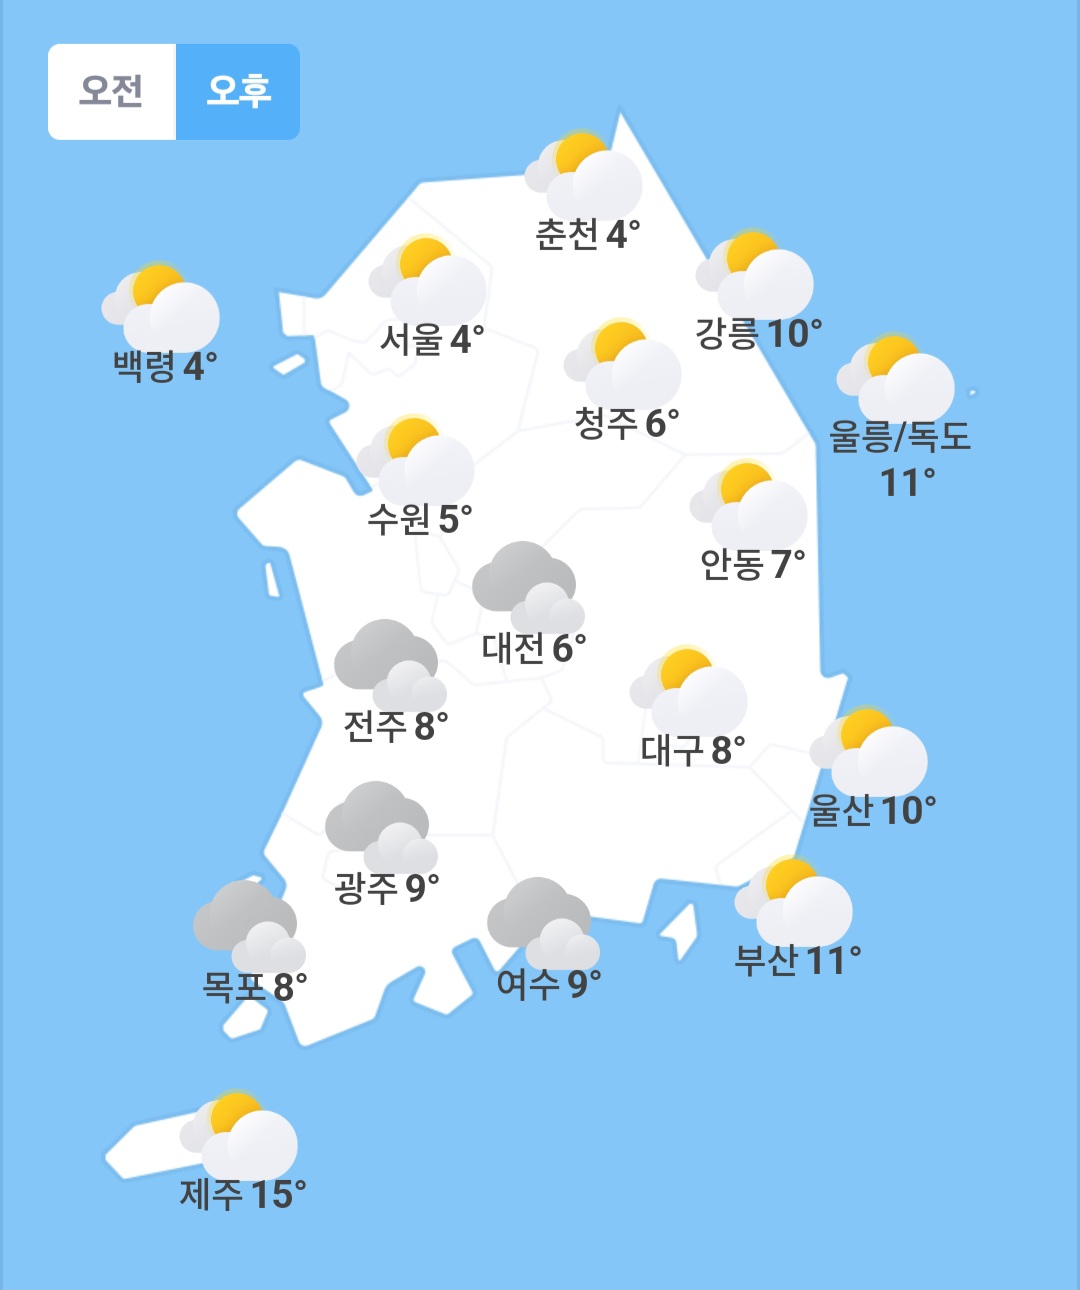 오전 오후
춘천 4°
강릉 10°
서울 4°
백령 4°
청주 6°
울릉/독도
11°
수원 5°
안동 7°
대전 6°
전주 8°
대구 8°
울산 10°
광주 9°
부산 11°
여수 9°
목포 8°
제주 15°